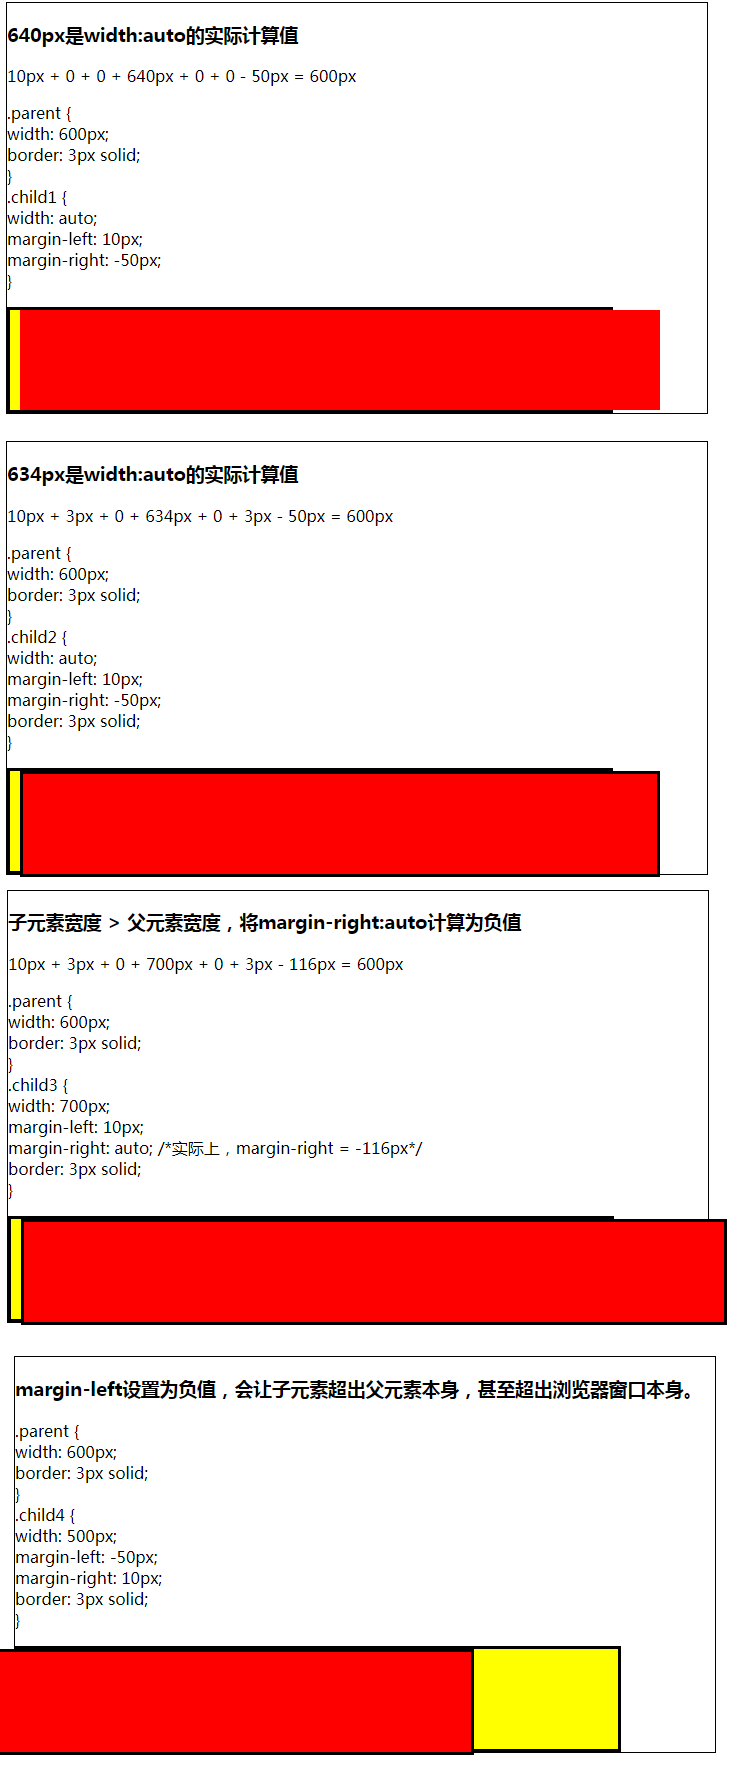 640px是width:auto的实际计算值
10px + 0 + 0 + 640px + 0 + 0 - 50px = 600px
.parent {
width: 600px;
border: 3px solid;
}
.child1 {
width: auto;
margin-left: 10px;
margin-right: -50px;
}
634px是width:auto的实际计算值
10px + 3px + 0 + 634px + 0 + 3px - 50px = 600px
.parent {
width: 600px;
border: 3px solid;
}
.child2 {
width: auto;
margin-left: 10px;
margin-right: -50px;
border: 3px solid;
}
子元素宽度 > 父元素宽度，将margin-right:auto计算为负值
10px + 3px + 0 + 700px + 0 + 3px - 116px = 600px
.parent {
width: 600px;
border: 3px solid;
}
.child3 {
width: 700px;
margin-left: 10px;
margin-right: auto; /*实际上，margin-right = -116px*/
border: 3px solid;
}
margin-left设置为负值，会让子元素超出父元素本身，甚至超出浏览器窗口本身。
.parent {
width: 600px;
border: 3px solid;
}
.child4 {
width: 500px;
margin-left: -50px;
margin-right: 10px;
border: 3px solid;
}